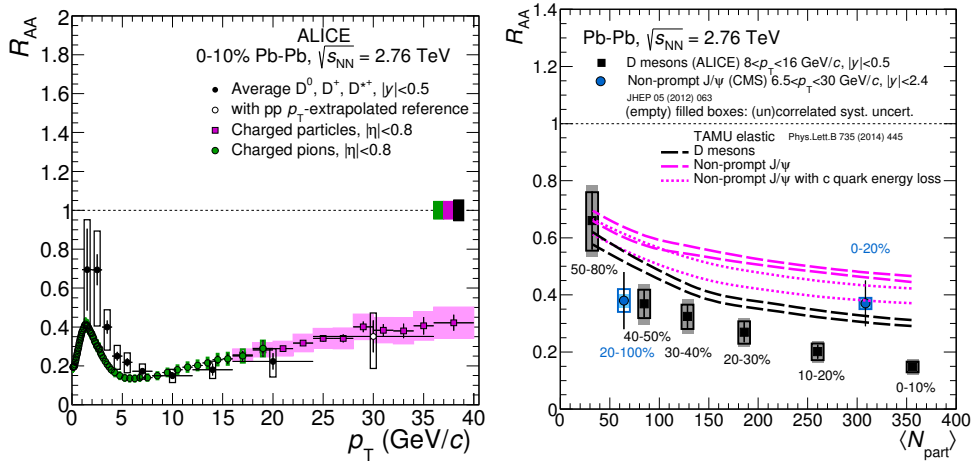 R_AA
ALICE
0-10% Pb-Pb, √s_NN = 2.76 TeV
Average D⁰, D⁺, D*⁺, |y|<0.5
with pp p_T-extrapolated reference
Charged particles, |η|<0.8
Charged pions, |η|<0.8
2
1.8
1.6
1.4
1.2
1
0.8
0.6
0.4
0.2
0
0 5 10 15 20 25 30 35 40
p_T (GeV/c)
R_AA
Pb-Pb, √s_NN = 2.76 TeV
D mesons (ALICE) 8<p_T<16 GeV/c, |y|<0.5
Non-prompt J/ψ (CMS) 6.5<p_T<30 GeV/c, |y|<2.4
JHEP 05 (2012) 063
(empty) filled boxes: (un)correlated syst. uncert.
TAMU elastic Phys.Lett.B 735 (2014) 445
D mesons
Non-prompt J/ψ
Non-prompt J/ψ with c quark energy loss
1.4
1.2
1
0.8
0.6
0.4
0.2
0
0-20%
50-80%
40-50%
20-100%
30-40%
20-30%
10-20%
0-10%
0 50 100 150 200 250 300 350 400
⟨N_part⟩